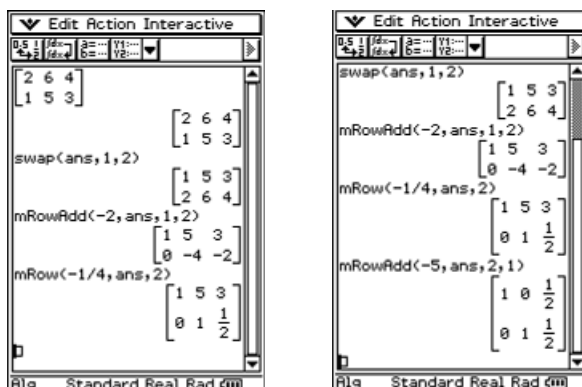 Edit Action Interactive
[2 6 4]
[1 5 3]
[2 6 4]
[1 5 3]
swap(ans,1,2)
[1 5 3]
[2 6 4]
mRowAdd(-2,ans,1,2)
[1 5 3]
[0 -4 -2]
mRow(-1/4,ans,2)
[1 5 3]
[0 1 1/2]
Alg Standard Real Rad
Edit Action Interactive
swap(ans,1,2)
[1 5 3]
[2 6 4]
mRowAdd(-2,ans,1,2)
[1 5 3]
[0 -4 -2]
mRow(-1/4,ans,2)
[1 5 3]
[0 1 1/2]
mRowAdd(-5,ans,2,1)
[1 0 1/2]
[0 1 1/2]
Alg Standard Real Rad